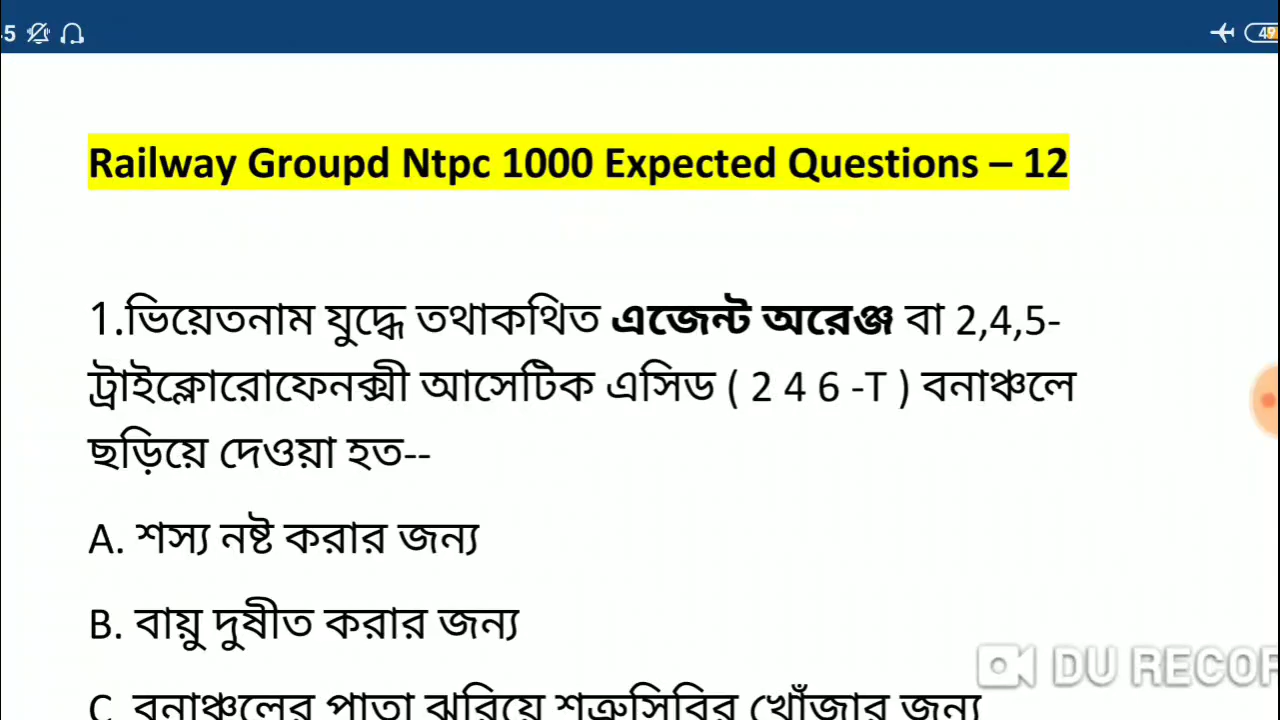 5
49
Railway Groupd Ntpc 1000 Expected Questions – 12
1.ভিয়েতনাম যুদ্ধে তথাকথিত এজেন্ট অরেঞ্জ বা 2,4,5-
ট্রাইক্লোরোফেনক্সী আসেটিক এসিড ( 2 4 6 -T ) বনাঞ্চলে
ছড়িয়ে দেওয়া হত--
A. শস্য নষ্ট করার জন্য
B. বায়ু দুষীত করার জন্য
C বনাঞ্চলের পাতা ঝরিয়ে শত্রুসিবির খোঁজার জন্য
DU RECOR